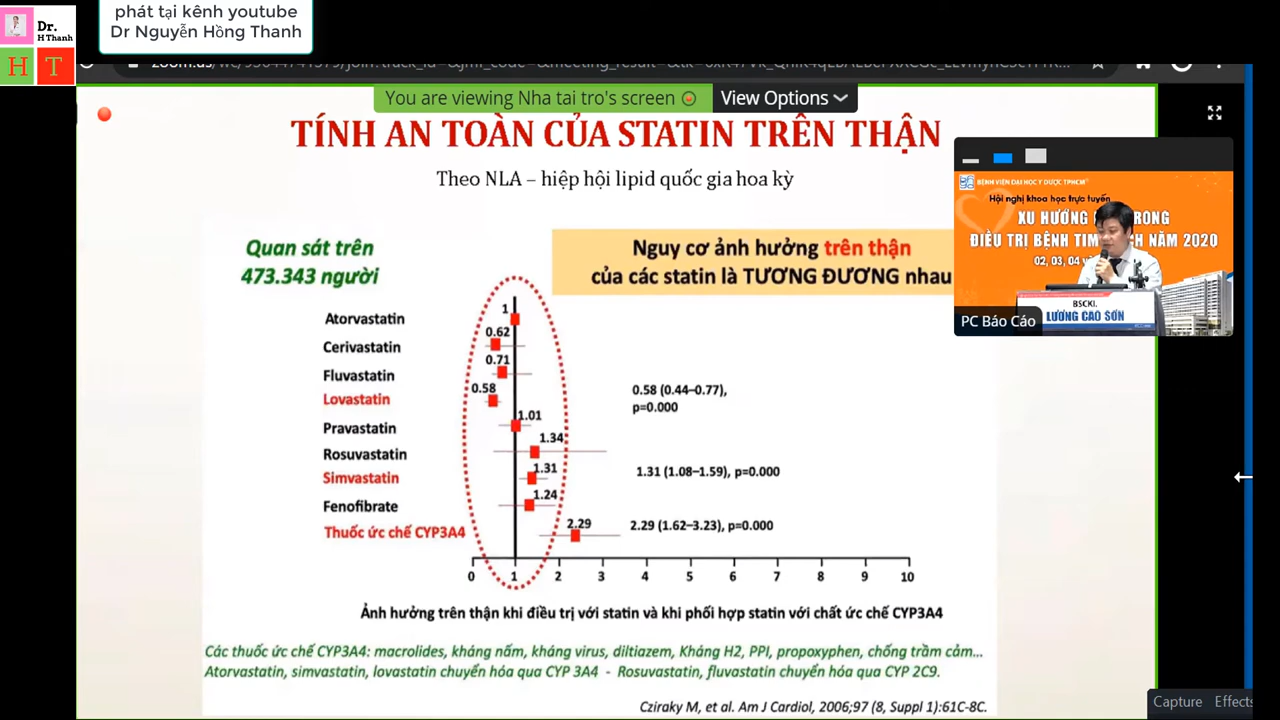 phát tại kênh youtube
Dr Nguyễn Hồng Thanh
Dr.
H Thanh
H T
You are viewing Nha tai tro's screen
View Options
TÍNH AN TOÀN CỦA STATIN TRÊN THẬN
Theo NLA – hiệp hội lipid quốc gia hoa kỳ
Quan sát trên
473.343 người
Nguy cơ ảnh hưởng trên thận
của các statin là TƯƠNG ĐƯƠNG nhau
BỆNH VIỆN ĐẠI HỌC Y DƯỢC TPHCM
Hội nghị khoa học trực tuyến
XU HƯỚNG TRONG
ĐIỀU TRỊ BỆNH TIM CH NĂM 2020
02, 03, 04
BSCKI.
LƯƠNG CAO SƠN
PC Báo Cáo
Atorvastatin 1
Cerivastatin 0.62
Fluvastatin 0.71
Lovastatin 0.58 0.58 (0.44–0.77),
p=0.000
Pravastatin 1.01
Rosuvastatin 1.34
Simvastatin 1.31 1.31 (1.08–1.59), p=0.000
Fenofibrate 1.24
Thuốc ức chế CYP3A4 2.29 2.29 (1.62–3.23), p=0.000
0 1 2 3 4 5 6 7 8 9 10
Ảnh hưởng trên thận khi điều trị với statin và khi phối hợp statin với chất ức chế CYP3A4
Các thuốc ức chế CYP3A4: macrolides, kháng nấm, kháng virus, diltiazem, Kháng H2, PPI, propoxyphen, chống trầm cảm...
Atorvastatin, simvastatin, lovastatin chuyển hóa qua CYP 3A4 - Rosuvastatin, fluvastatin chuyển hóa qua CYP 2C9.
Cziraky M, et al. Am J Cardiol, 2006;97 (8, Suppl 1):61C-8C.
Capture Effects